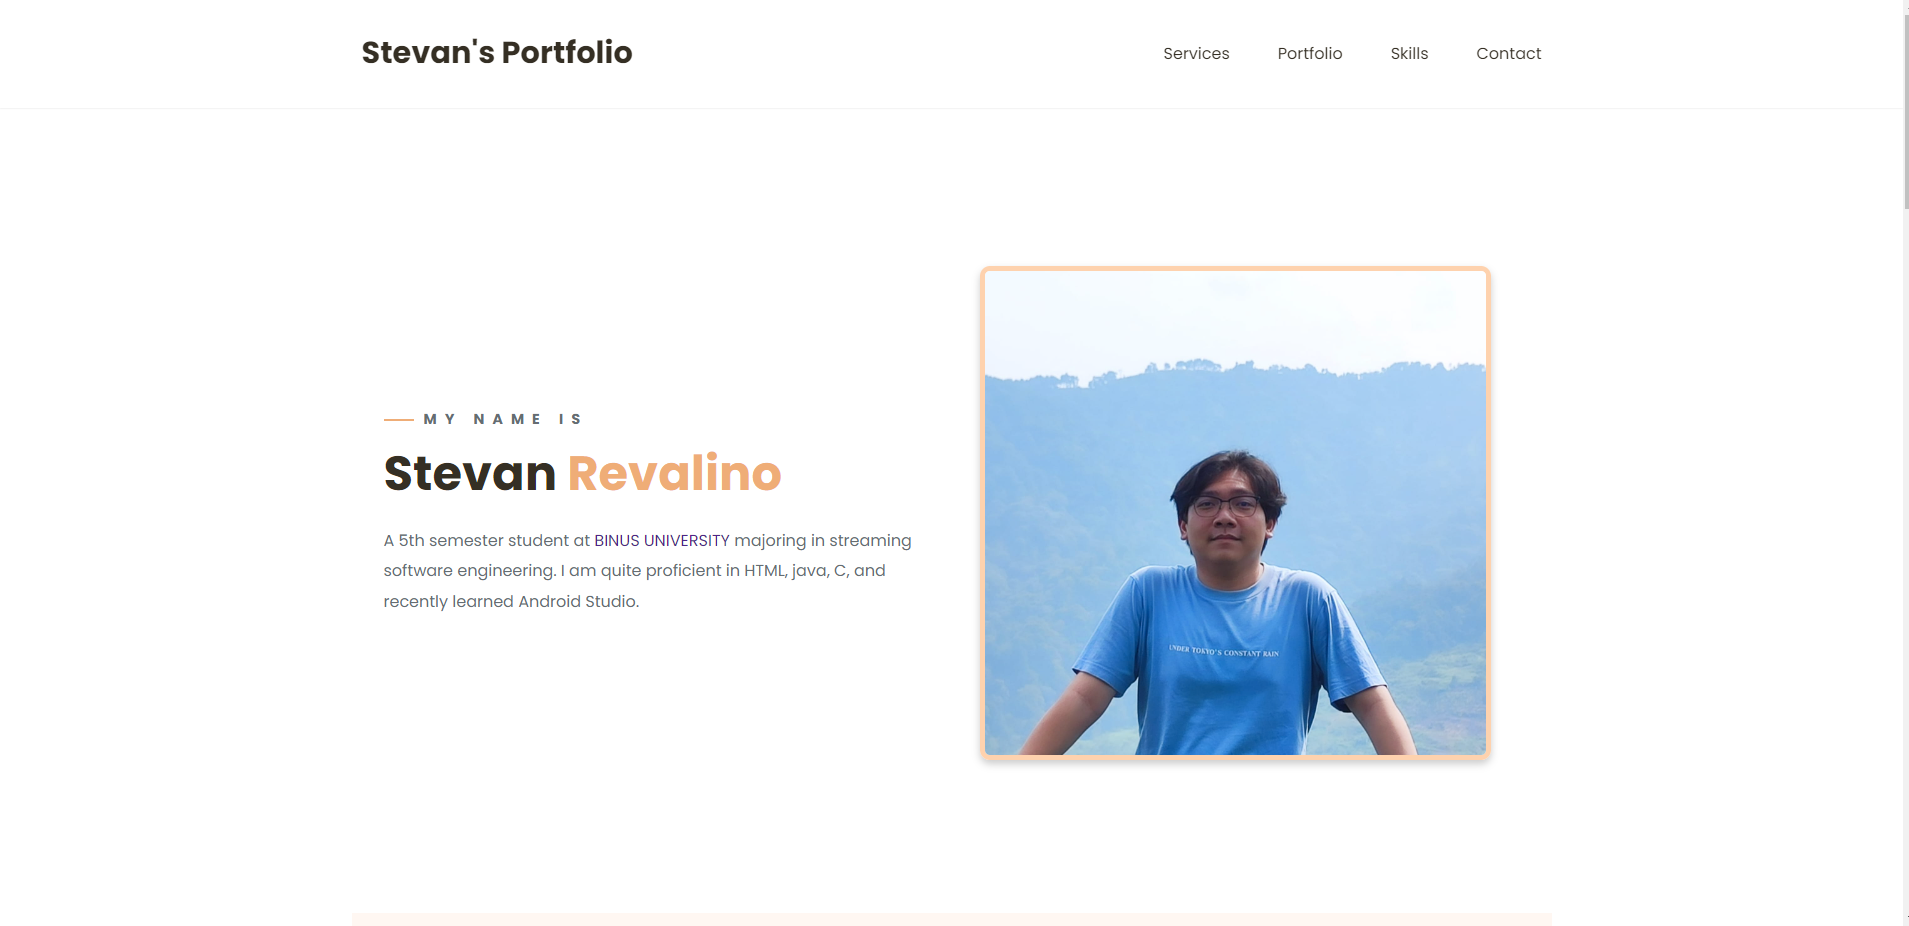 Stevan's Portfolio
Services Portfolio Skills Contact
MY NAME IS
Stevan Revalino
A 5th semester student at BINUS UNIVERSITY majoring in streaming
software engineering. I am quite proficient in HTML, java, C, and
recently learned Android Studio.
UNDER TOKYO'S CONSTANT RAIN